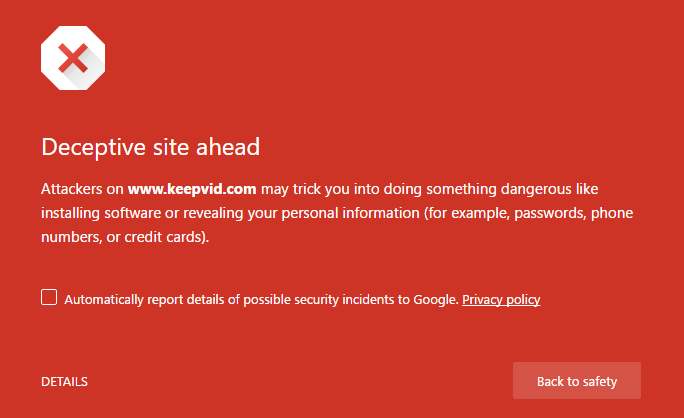 Deceptive site ahead
Attackers on www.keepvid.com may trick you into doing something dangerous like
installing software or revealing your personal information (for example, passwords, phone
numbers, or credit cards).
Automatically report details of possible security incidents to Google. Privacy policy
DETAILS
Back to safety